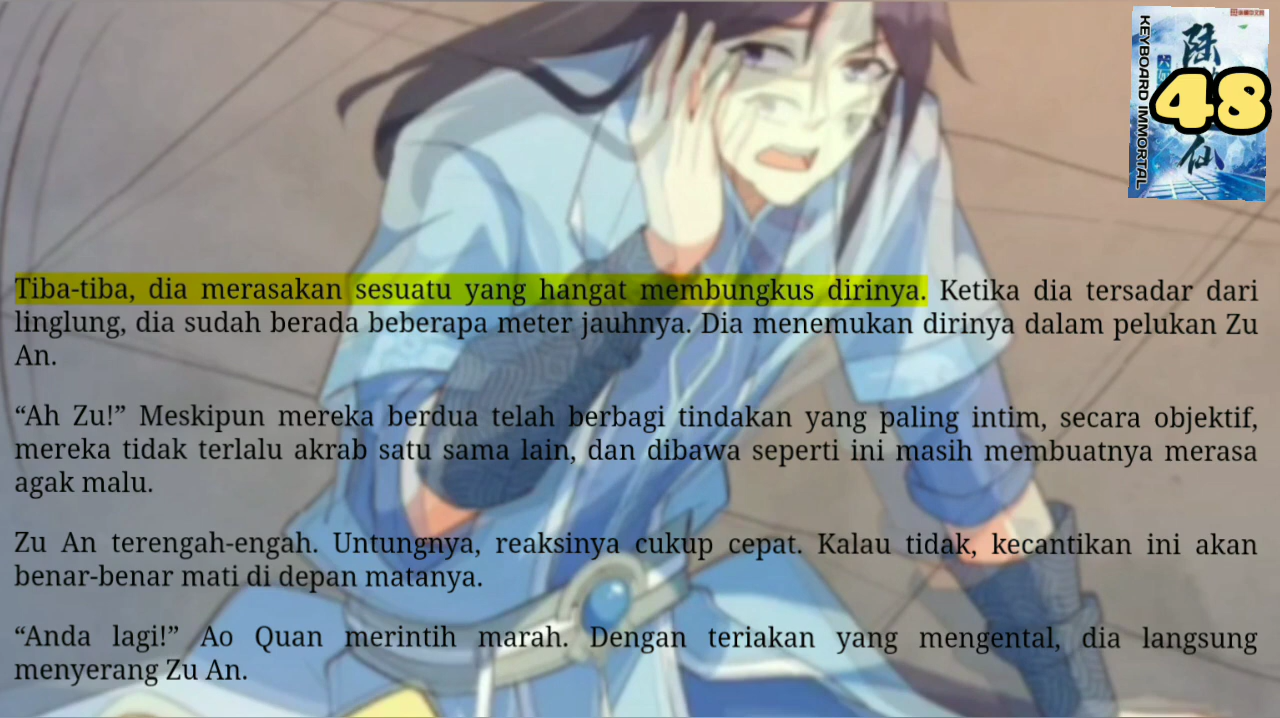 KEYBOARD IMMORTAL
48
Tiba-tiba, dia merasakan sesuatu yang hangat membungkus dirinya. Ketika dia tersadar dari
linglung, dia sudah berada beberapa meter jauhnya. Dia menemukan dirinya dalam pelukan Zu
An.
“Ah Zu!” Meskipun mereka berdua telah berbagi tindakan yang paling intim, secara objektif,
mereka tidak terlalu akrab satu sama lain, dan dibawa seperti ini masih membuatnya merasa
agak malu.
Zu An terengah-engah. Untungnya, reaksinya cukup cepat. Kalau tidak, kecantikan ini akan
benar-benar mati di depan matanya.
“Anda lagi!” Ao Quan merintih marah. Dengan teriakan yang mengental, dia langsung
menyerang Zu An.